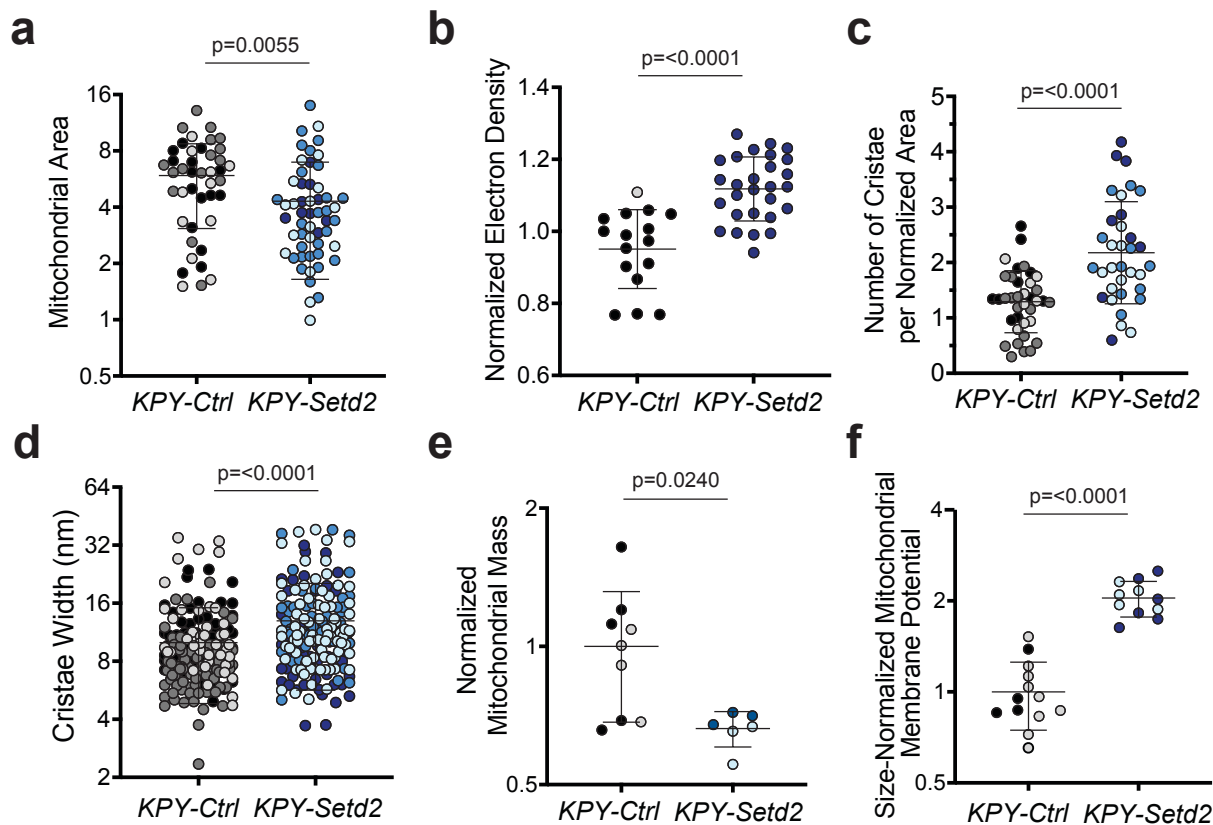 a
p=0.0055
Mitochondrial Area
16
8
4
2
1
0.5
KPY-Ctrl KPY-Setd2
b
p=<0.0001
Normalized Electron Density
1.4
1.2
1.0
0.8
0.6
KPY-Ctrl KPY-Setd2
c
p=<0.0001
Number of Cristae
per Normalized Area
5
4
3
2
1
0
KPY-Ctrl KPY-Setd2
d
p=<0.0001
Cristae Width (nm)
64
32
16
8
4
2
KPY-Ctrl KPY-Setd2
e
p=0.0240
Normalized
Mitochondrial Mass
2
1
0.5
KPY-Ctrl KPY-Setd2
f
p=<0.0001
Size-Normalized Mitochondrial
Membrane Potential
4
2
1
0.5
KPY-Ctrl KPY-Setd2